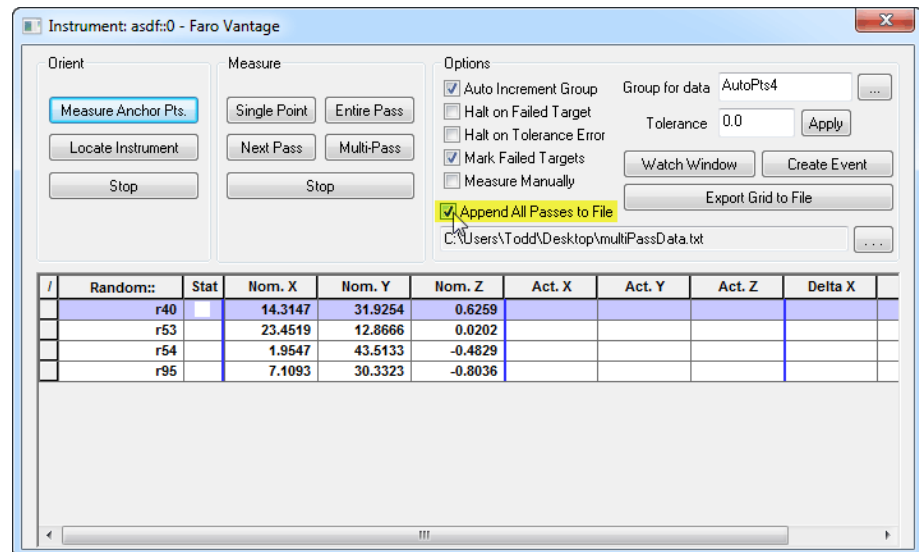 Instrument: asdf::0 - Faro Vantage
Orient
Measure Anchor Pts.
Locate Instrument
Stop
Measure
Single Point Entire Pass
Next Pass Multi-Pass
Stop
Options
Auto Increment Group
Halt on Failed Target
Halt on Tolerance Error
Mark Failed Targets
Measure Manually
Append All Passes to File
Group for data AutoPts4 ...
Tolerance 0.0 Apply
Watch Window Create Event
Export Grid to File
C:\Users\Todd\Desktop\multiPassData.txt ...
/ Random:: Stat Nom. X Nom. Y Nom. Z Act. X Act. Y Act. Z Delta X
r40 14.3147 31.9254 0.6259
r53 23.4519 12.8666 0.0202
r54 1.9547 43.5133 -0.4829
r95 7.1093 30.3323 -0.8036